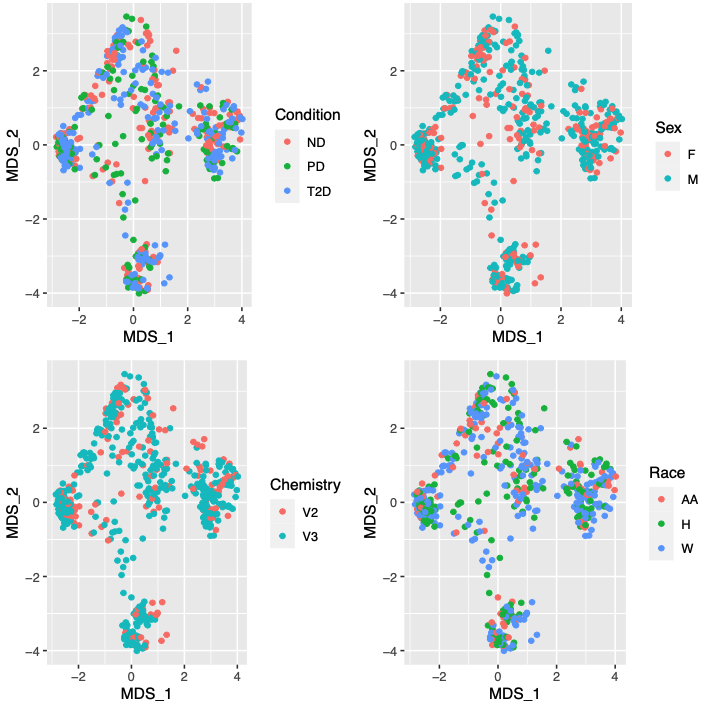 2
0
−2
−4
MDS_2
−2
0
2
4
MDS_1
Condition
ND
PD
T2D
2
0
−2
−4
MDS_2
−2
0
2
4
MDS_1
Sex
F
M
2
0
−2
−4
MDS_2
−2
0
2
4
MDS_1
Chemistry
V2
V3
2
0
−2
−4
MDS_2
−2
0
2
4
MDS_1
Race
AA
H
W